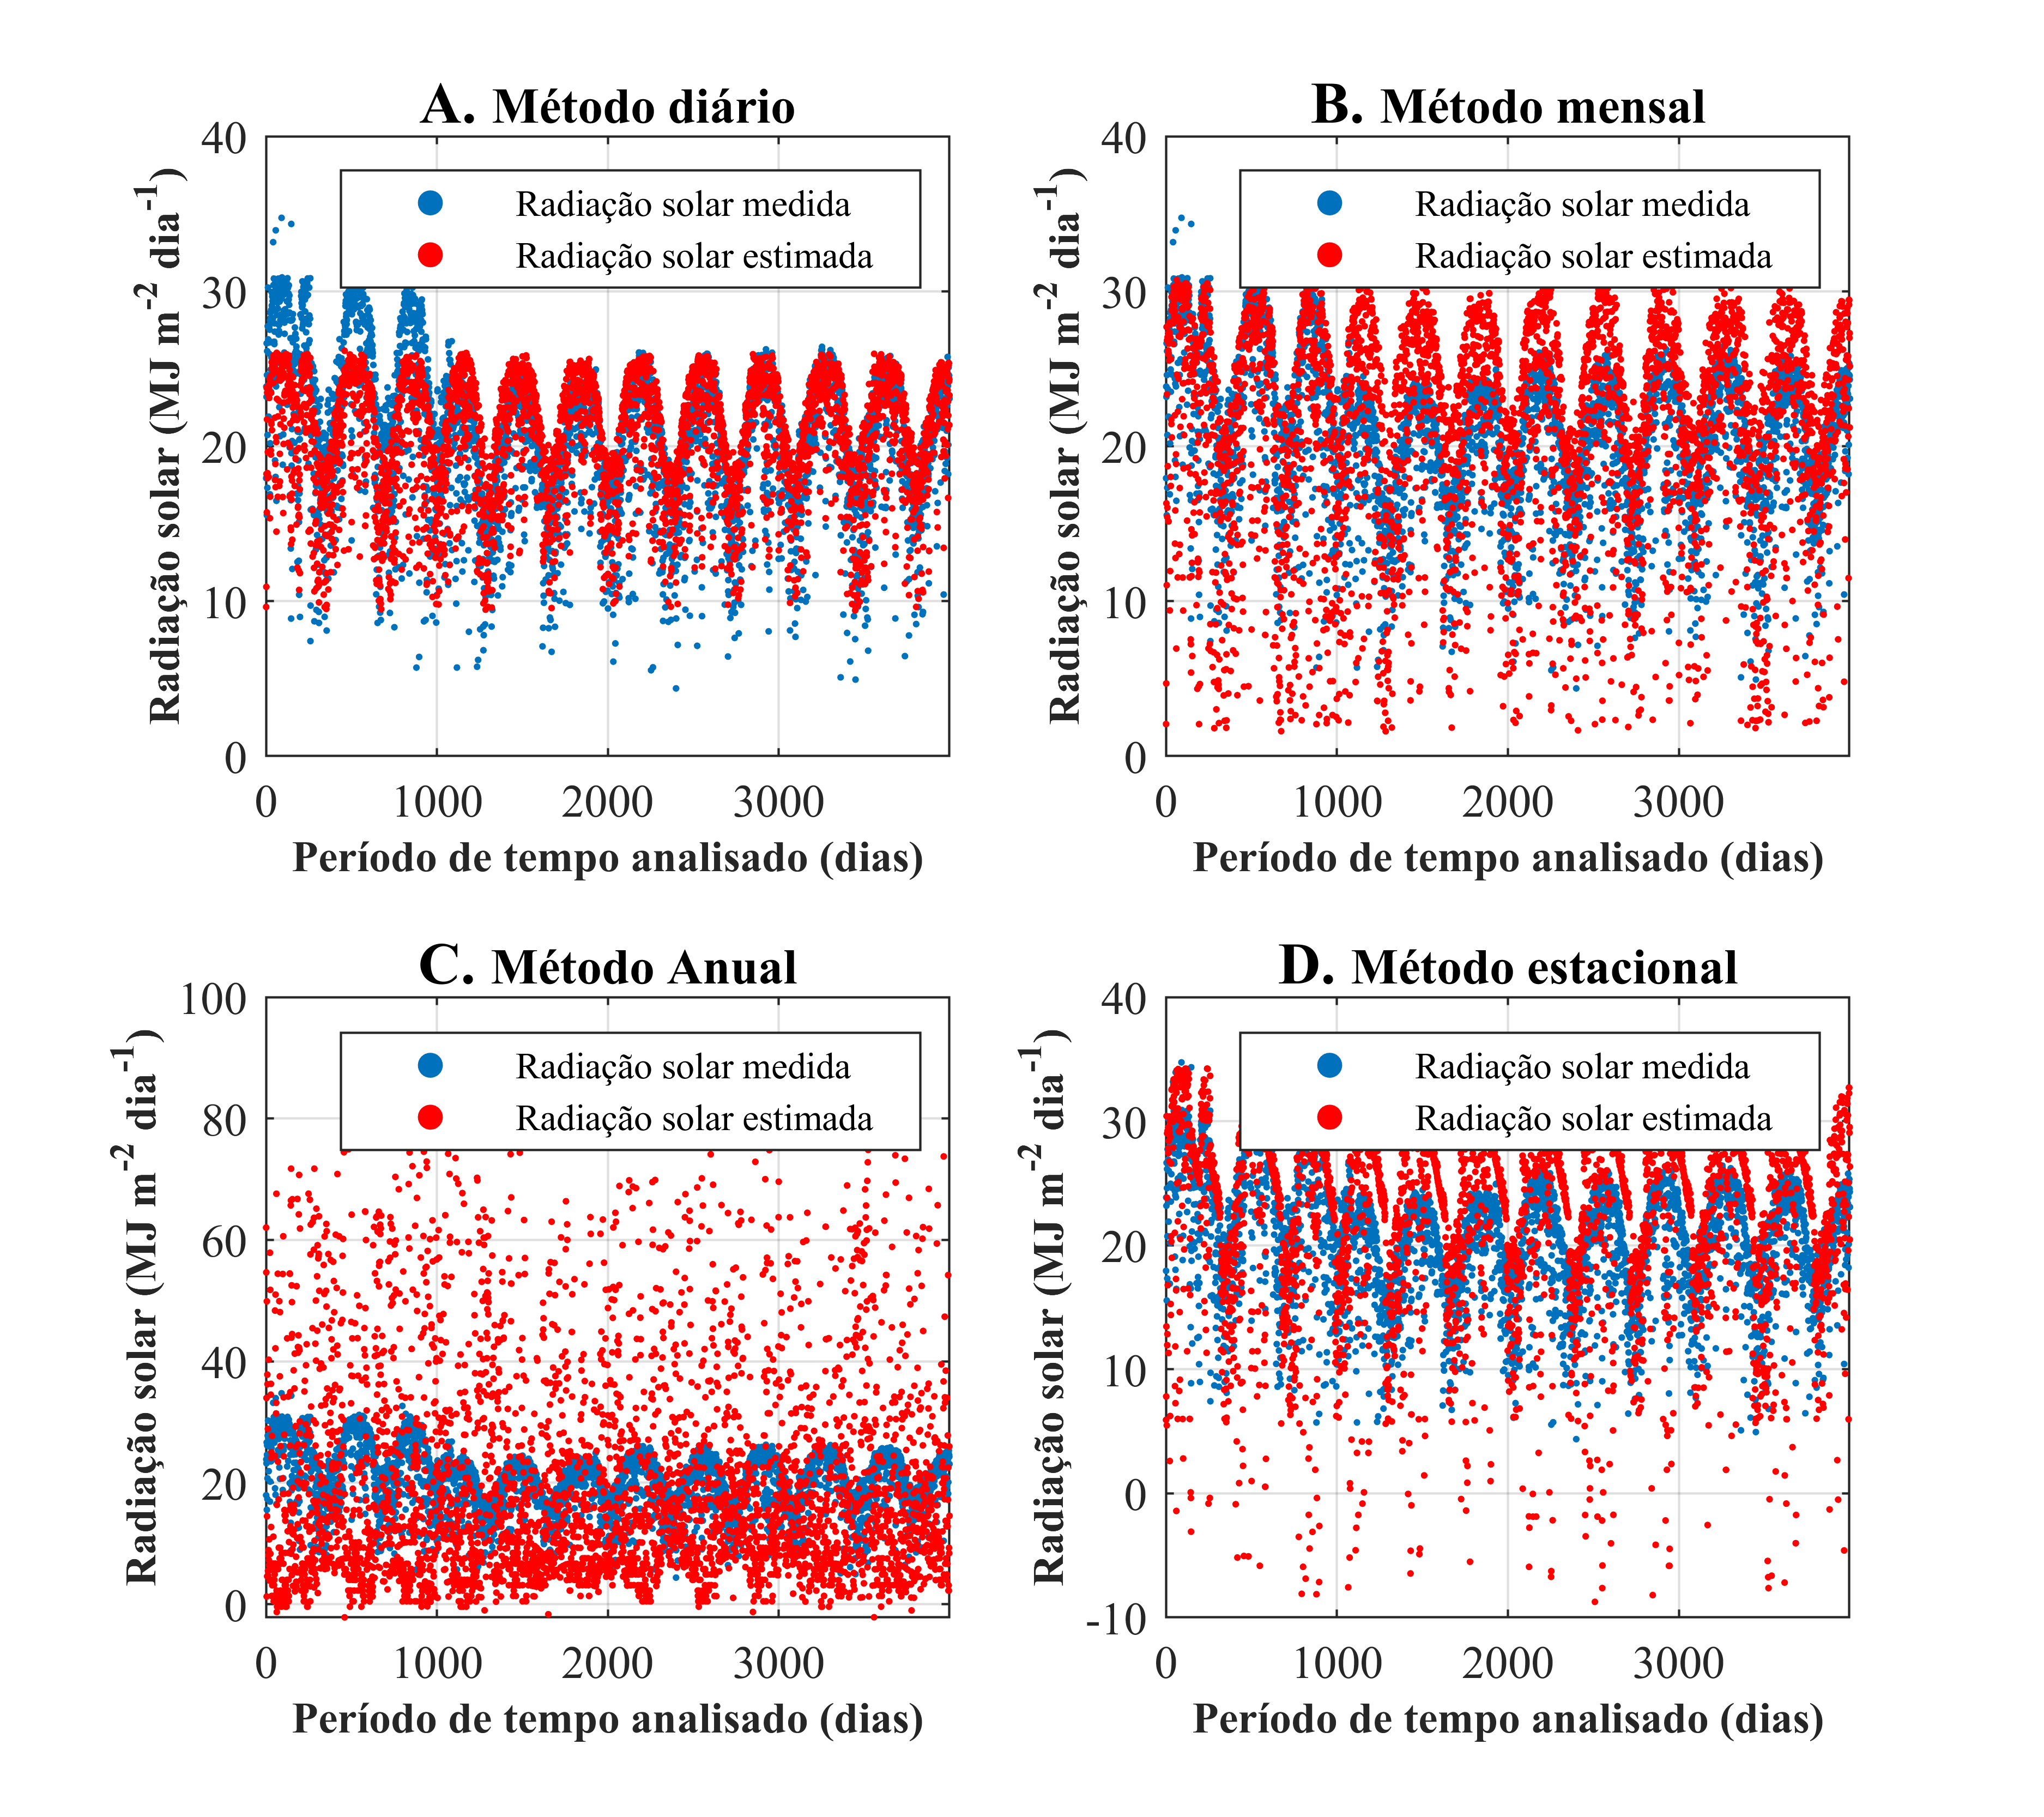 A. Método diário
40
30
20
10
0
Radiação solar (MJ m-2 dia-1)
Radiação solar medida
Radiação solar estimada
0 1000 2000 3000
Período de tempo analisado (dias)
B. Método mensal
40
30
20
10
0
Radiação solar (MJ m-2 dia-1)
Radiação solar medida
Radiação solar estimada
0 1000 2000 3000
Período de tempo analisado (dias)
C. Método Anual
100
80
60
40
20
0
Radiação solar (MJ m-2 dia-1)
Radiação solar medida
Radiação solar estimada
0 1000 2000 3000
Período de tempo analisado (dias)
D. Método estacional
40
30
20
10
0
-10
Radiação solar (MJ m-2 dia-1)
Radiação solar medida
Radiação solar estimada
0 1000 2000 3000
Período de tempo analisado (dias)